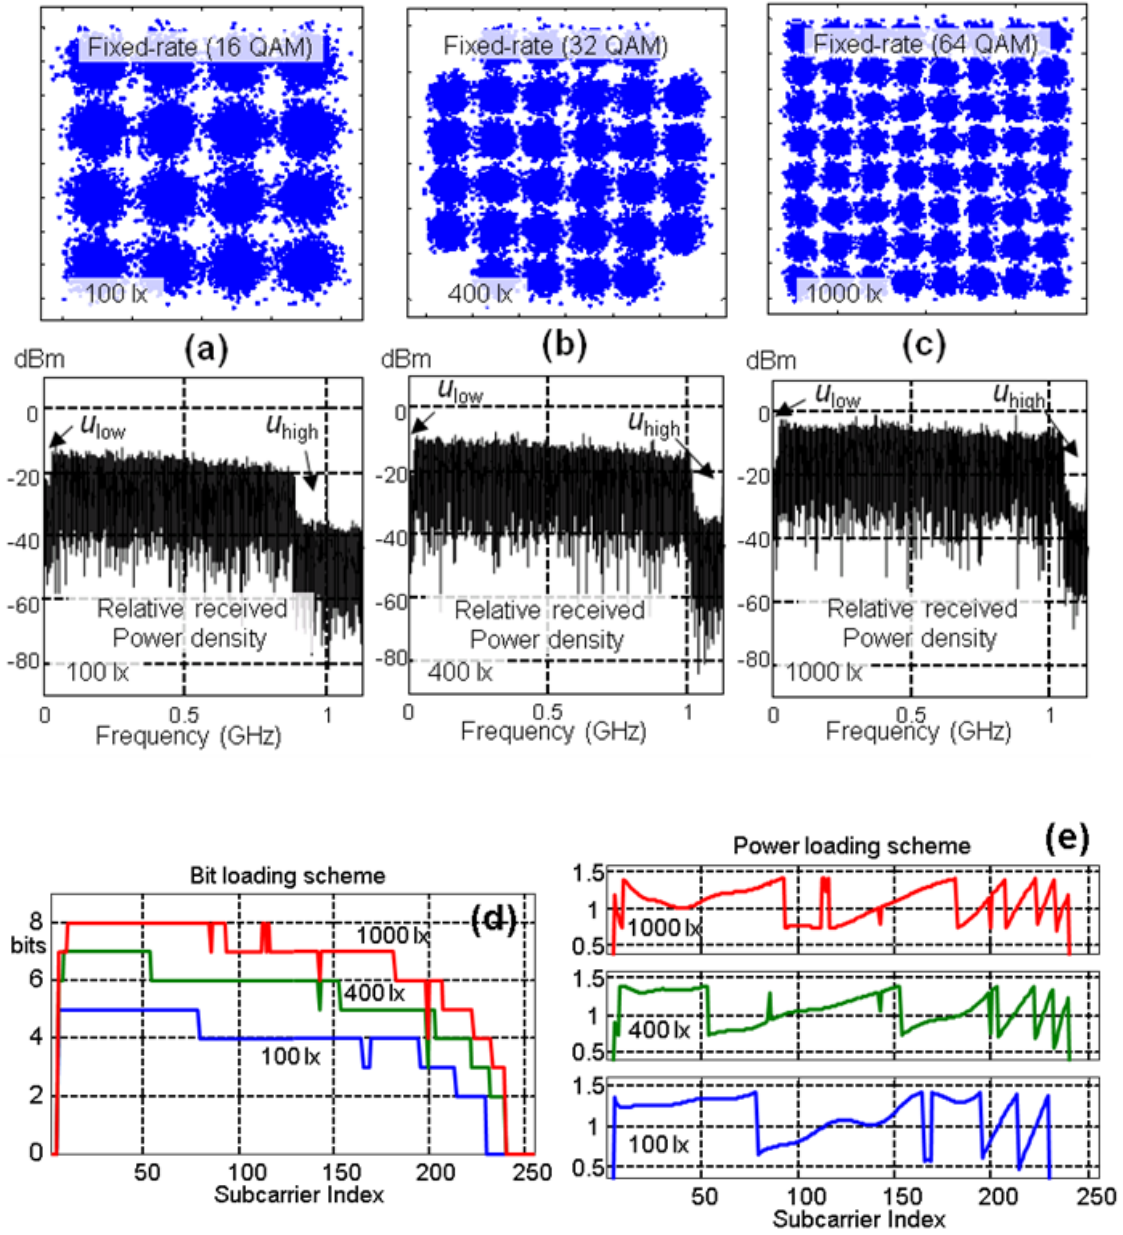 Fixed-rate (16 QAM)
100 lx
(a)
Fixed-rate (32 QAM)
400 lx
(b)
Fixed-rate (64 QAM)
1000 lx
(c)
dBm
u low
u high
0
-20
-40
-60
-80
Relative received
Power density
100 lx
0 0.5 1
Frequency (GHz)
dBm
u low
u high
0
-20
-40
-60
-80
Relative received
Power density
400 lx
0 0.5 1
Frequency (GHz)
dBm
u low
u high
0
-20
-40
-60
-80
Relative received
Power density
1000 lx
0 0.5 1
Frequency (GHz)
Bit loading scheme
(d)
8
bits
6
4
2
0
1000 lx
400 lx
100 lx
50 100 150 200 250
Subcarrier Index
(e)
Power loading scheme
1.5
1
0.5
1000 lx
1.5
1
0.5
400 lx
1.5
1
0.5
100 lx
50 100 150 200 250
Subcarrier Index